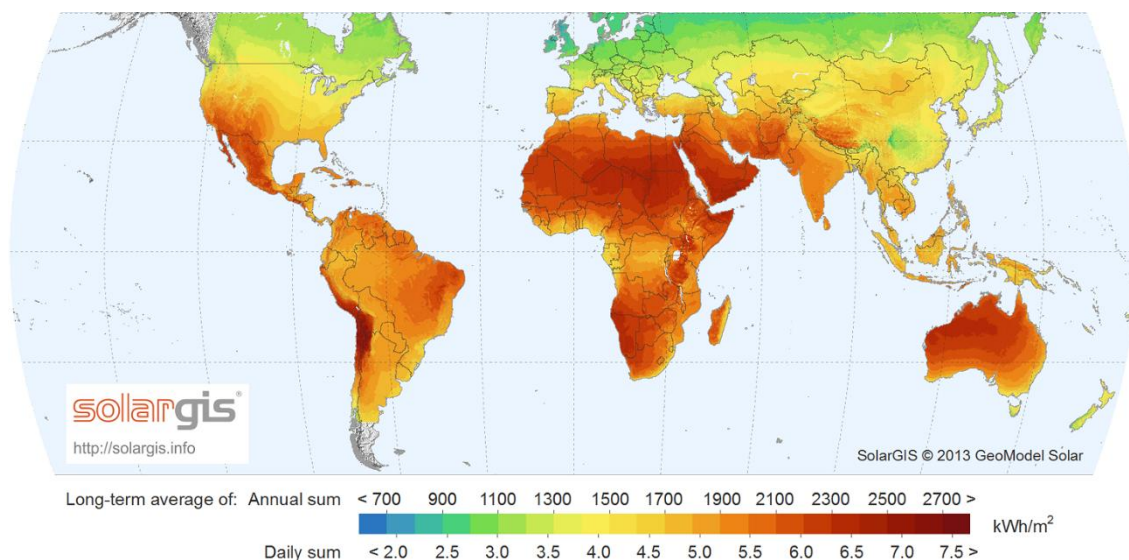 solargis®
http://solargis.info
SolarGIS © 2013 GeoModel Solar
Long-term average of: Annual sum < 700 900 1100 1300 1500 1700 1900 2100 2300 2500 2700 >
kWh/m²
Daily sum < 2.0 2.5 3.0 3.5 4.0 4.5 5.0 5.5 6.0 6.5 7.0 7.5 >